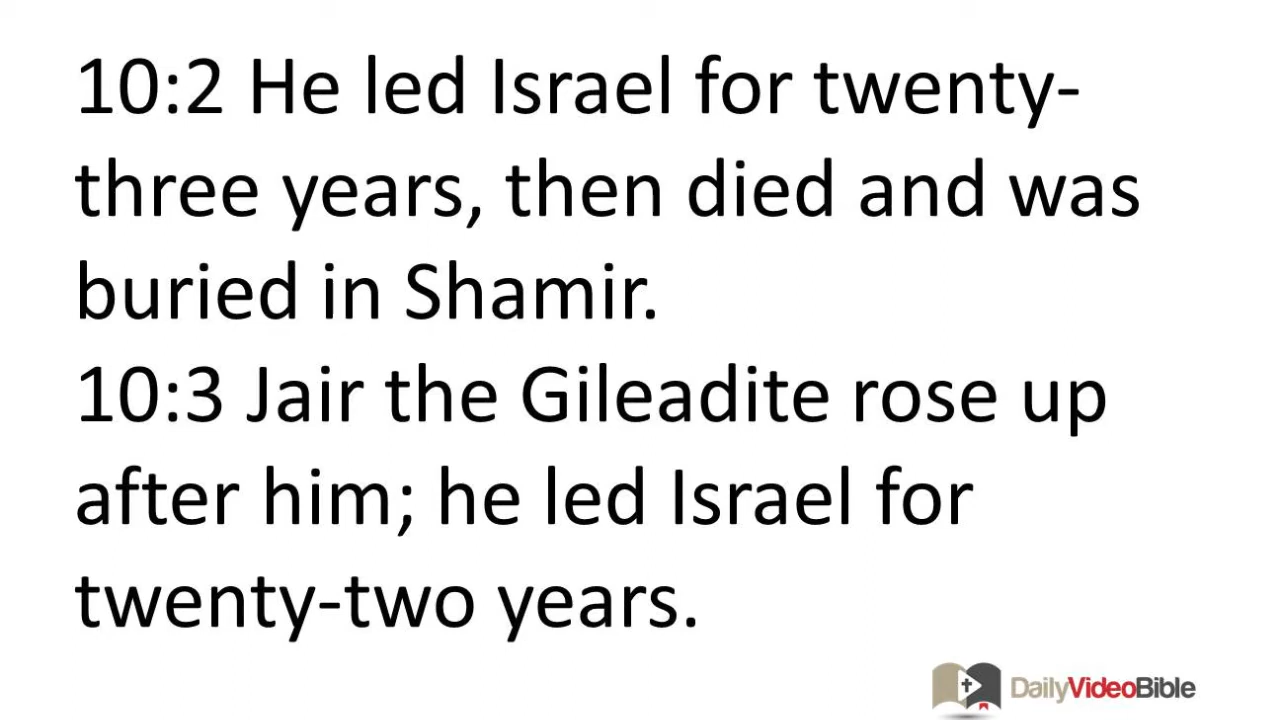 10:2 He led Israel for twenty-
three years, then died and was
buried in Shamir.
10:3 Jair the Gileadite rose up
after him; he led Israel for
twenty-two years.
DailyVideoBible